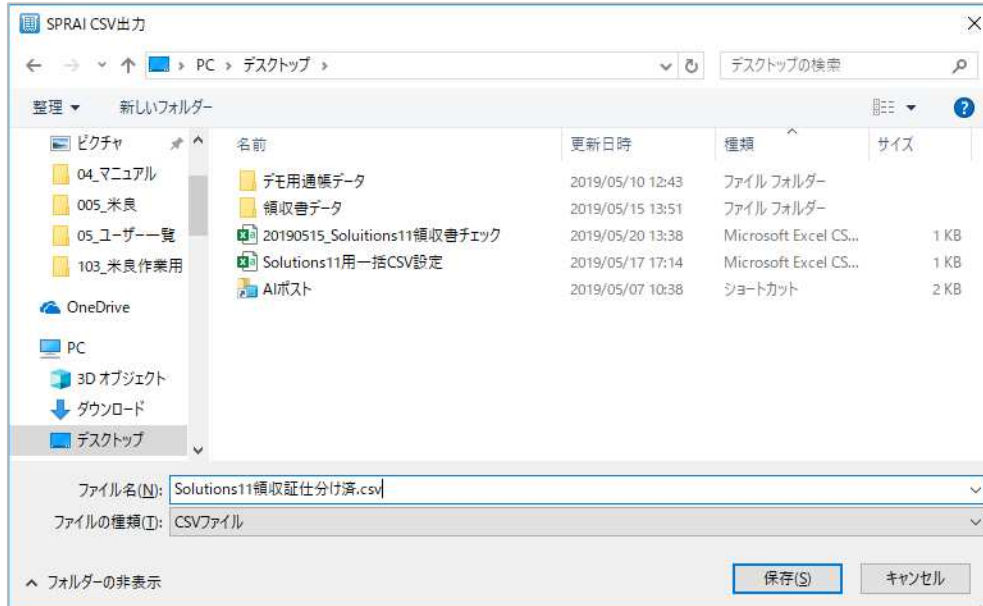 SPRAI CSV出力
PC › デスクトップ ›
デスクトップの検索
整理 新しいフォルダー
名前 更新日時 種類 サイズ
ピクチャ
04_マニュアル
005_米良
05_ユーザー一覧
103_米良作業用
OneDrive
PC
3D オブジェクト
ダウンロード
デスクトップ
デモ用通帳データ 2019/05/10 12:43 ファイル フォルダー
領収書データ 2019/05/15 13:51 ファイル フォルダー
20190515_Soluitions11領収書チェック 2019/05/20 13:38 Microsoft Excel CS... 1 KB
Solutions11用一括CSV設定 2019/05/17 17:14 Microsoft Excel CS... 1 KB
AIポスト 2019/05/07 10:38 ショートカット 2 KB
ファイル名(N): Solutions11領収証仕分け済.csv
ファイルの種類(T): CSVファイル
フォルダーの非表示
保存(S) キャンセル